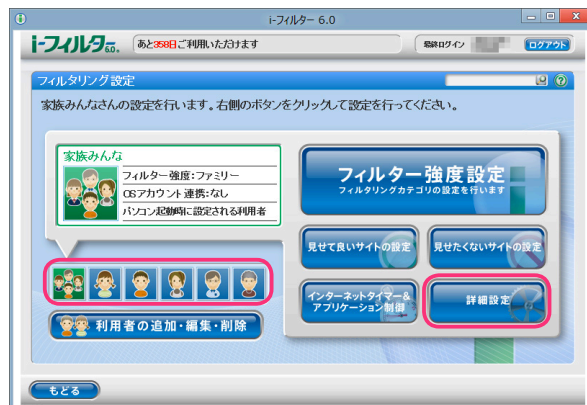 i-フィルター 6.0
i-フィルター 6.0. あと358日ご利用いただけます 最終ログイン ログアウト
フィルタリング設定
家族みんなさんの設定を行います。右側のボタンをクリックして設定を行ってください。
家族みんな
フィルター強度:ファミリー
OSアカウント連携:なし
パソコン起動時に設定される利用者
フィルター強度設定
フィルタリングカテゴリの設定を行います
見せて良いサイトの設定 見せたくないサイトの設定
インターネットタイマー&
アプリケーション制御
詳細設定
利用者の追加・編集・削除
もどる